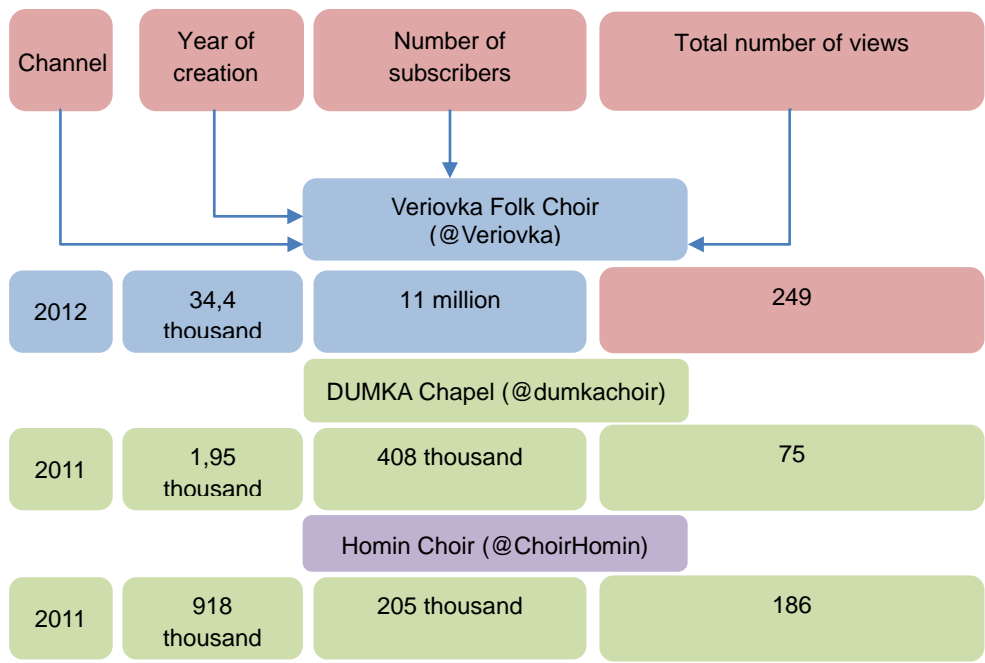 Channel
Year of
creation
Number of
subscribers
Total number of views
Veriovka Folk Choir
(@Veriovka)
2012
34,4
thousand
11 million
249
DUMKA Chapel (@dumkachoir)
2011
1,95
thousand
408 thousand
75
Homin Choir (@ChoirHomin)
2011
918
thousand
205 thousand
186